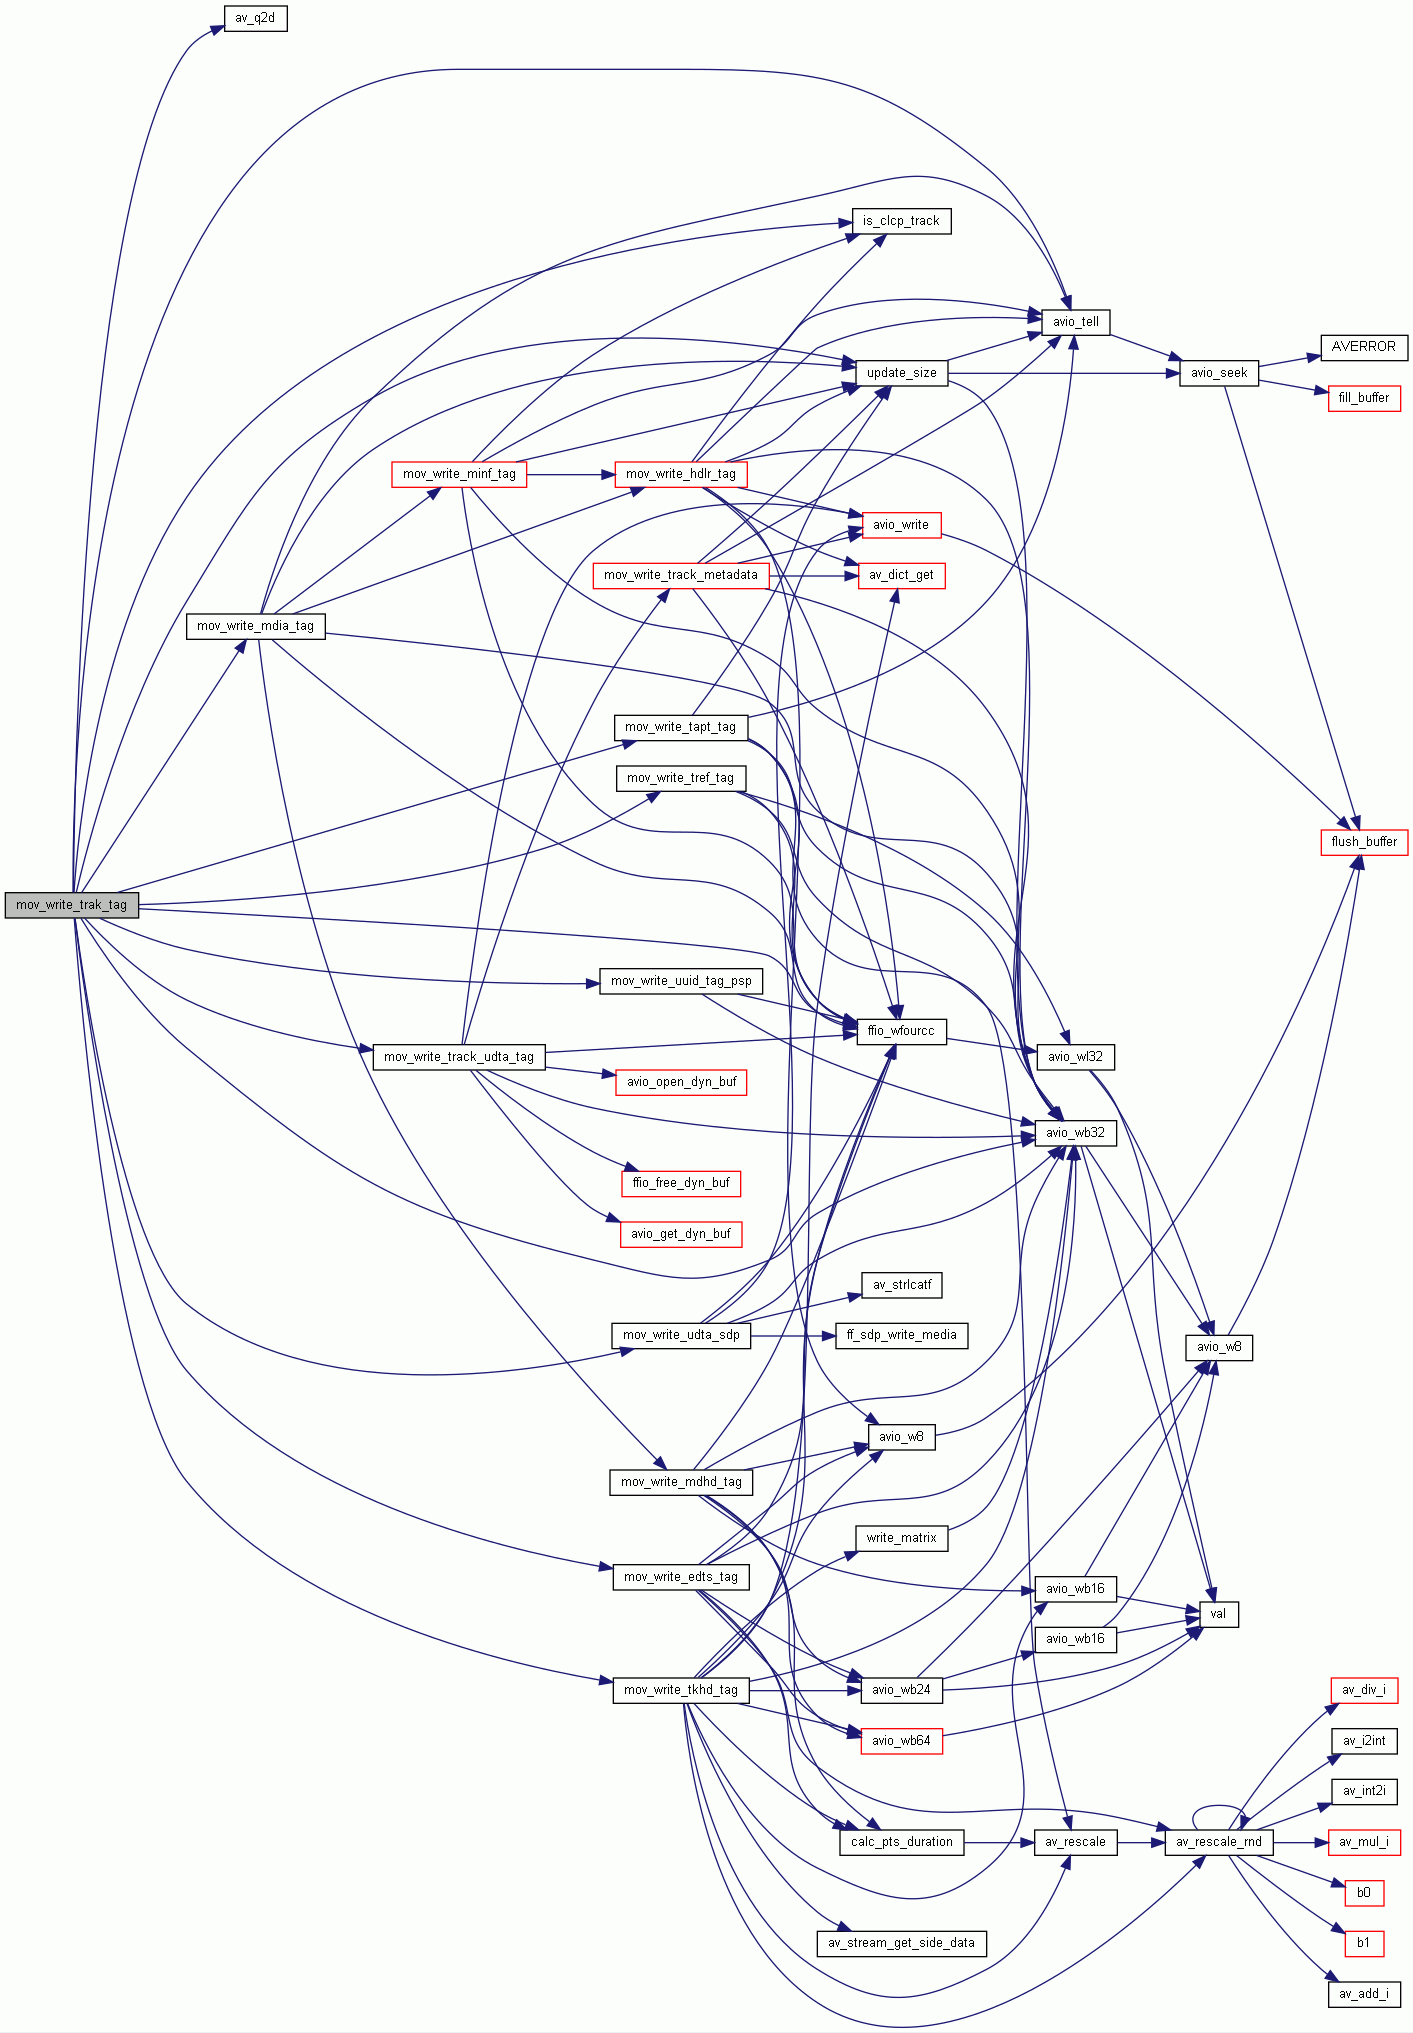 av_q2d
is_clcp_track
avio_tell
AVERROR
update_size
avio_seek
fill_buffer
mov_write_minf_tag
mov_write_hdlr_tag
avio_write
mov_write_track_metadata
av_dict_get
mov_write_mdia_tag
mov_write_tapt_tag
mov_write_tref_tag
flush_buffer
mov_write_trak_tag
mov_write_uuid_tag_psp
ffio_wfourcc
mov_write_track_udta_tag
avio_wl32
avio_open_dyn_buf
avio_wb32
ffio_free_dyn_buf
avio_get_dyn_buf
av_strlcatf
mov_write_udta_sdp
ff_sdp_write_media
avio_w8
avio_w8
mov_write_mdhd_tag
write_matrix
mov_write_edts_tag
avio_wb16
val
avio_wb16
mov_write_tkhd_tag
avio_wb24
av_div_i
avio_wb64
av_i2int
av_int2i
calc_pts_duration
av_rescale
av_rescale_rnd
av_mul_i
b0
av_stream_get_side_data
b1
av_add_i